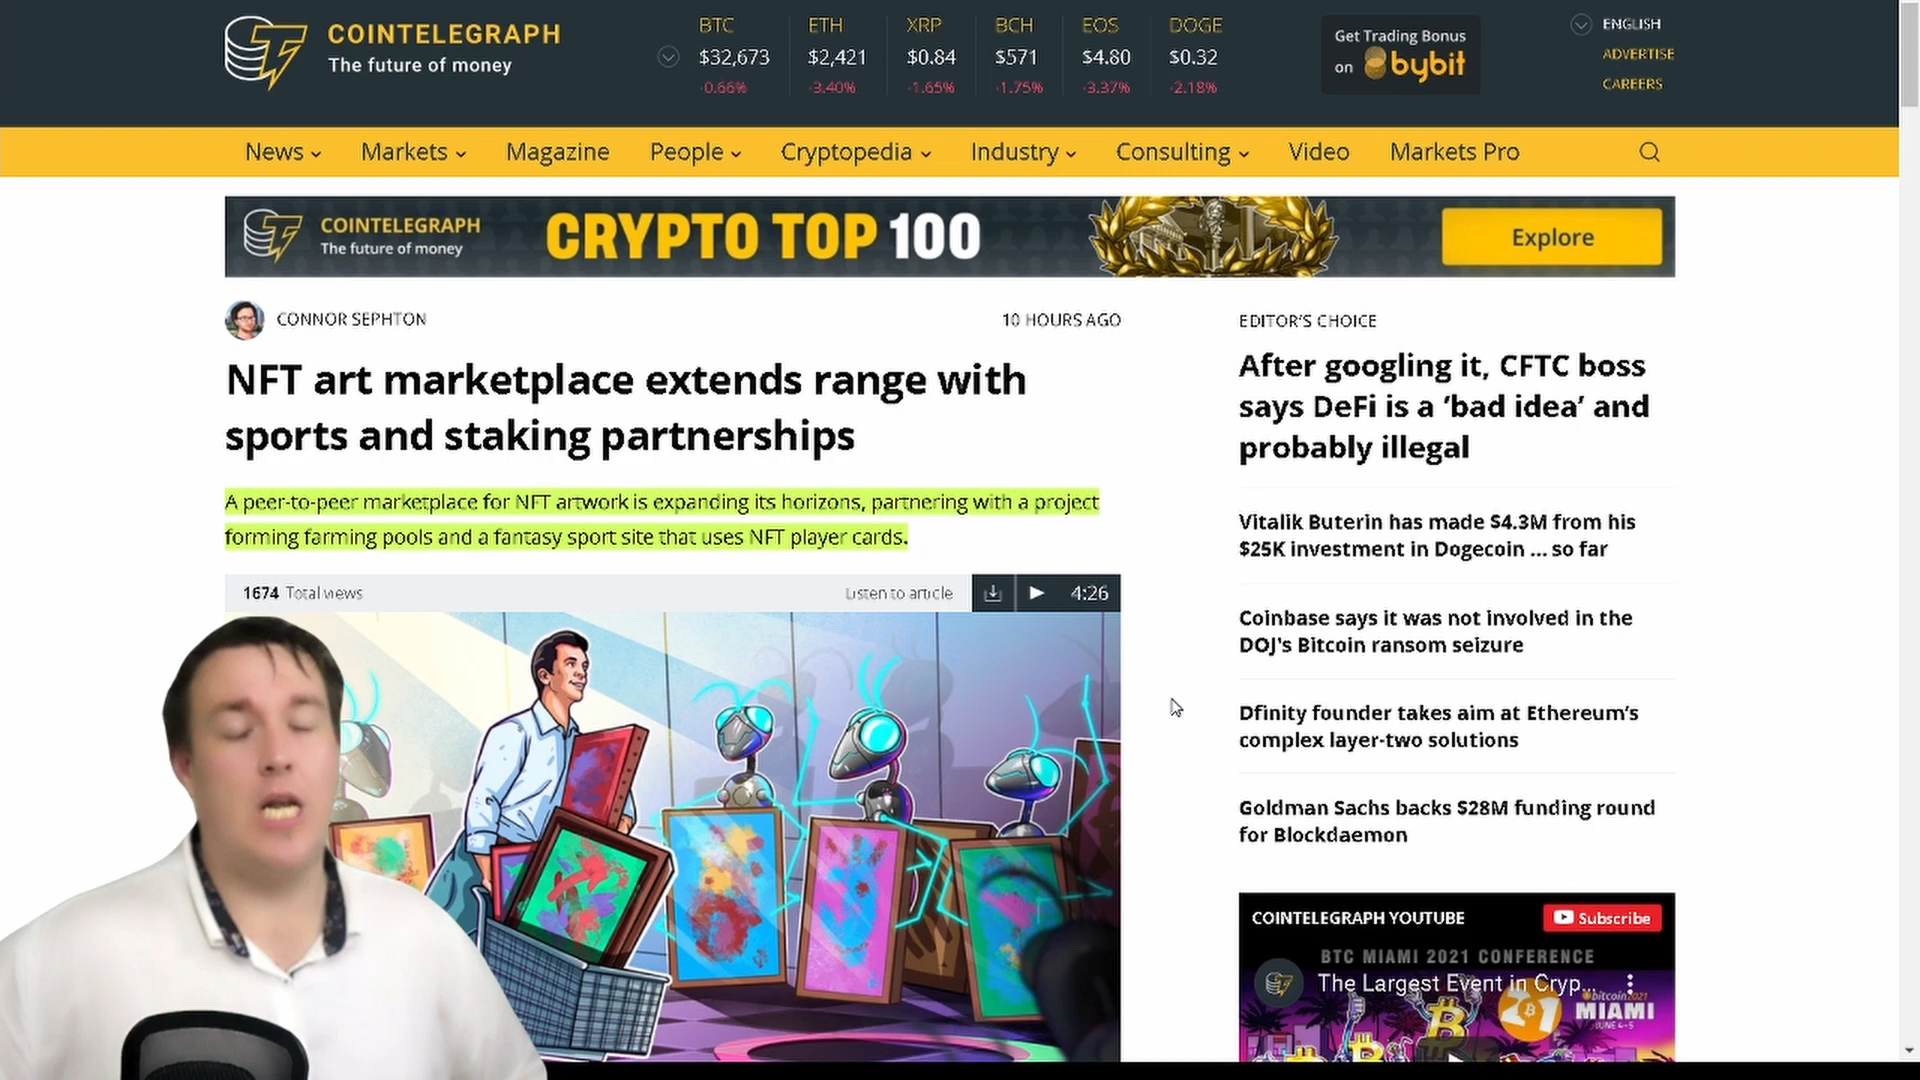 COINTELEGRAPH
The future of money
BTC ETH XRP BCH EOS DOGE
$32,673 $2,421 $0.84 $571 $4.80 $0.32
-0.66% -3.40% -1.65% -1.75% -3.37% -2.18%
Get Trading Bonus
on bybit
ENGLISH
ADVERTISE
CAREERS
News Markets Magazine People Cryptopedia Industry Consulting Video Markets Pro
COINTELEGRAPH
The future of money
CRYPTO TOP 100
Explore
CONNOR SEPHTON
10 HOURS AGO
NFT art marketplace extends range with
sports and staking partnerships
A peer-to-peer marketplace for NFT artwork is expanding its horizons, partnering with a project
forming farming pools and a fantasy sport site that uses NFT player cards.
1674 Total views
Listen to article
4:26
EDITOR'S CHOICE
After googling it, CFTC boss
says DeFi is a ‘bad idea’ and
probably illegal
Vitalik Buterin has made $4.3M from his
$25K investment in Dogecoin ... so far
Coinbase says it was not involved in the
DOJ's Bitcoin ransom seizure
Dfinity founder takes aim at Ethereum’s
complex layer-two solutions
Goldman Sachs backs $28M funding round
for Blockdaemon
COINTELEGRAPH YOUTUBE
Subscribe
BTC MIAMI 2021 CONFERENCE
The Largest Event in Cryp...
bitcoin2021
MIAMI
JUNE 4-5
21